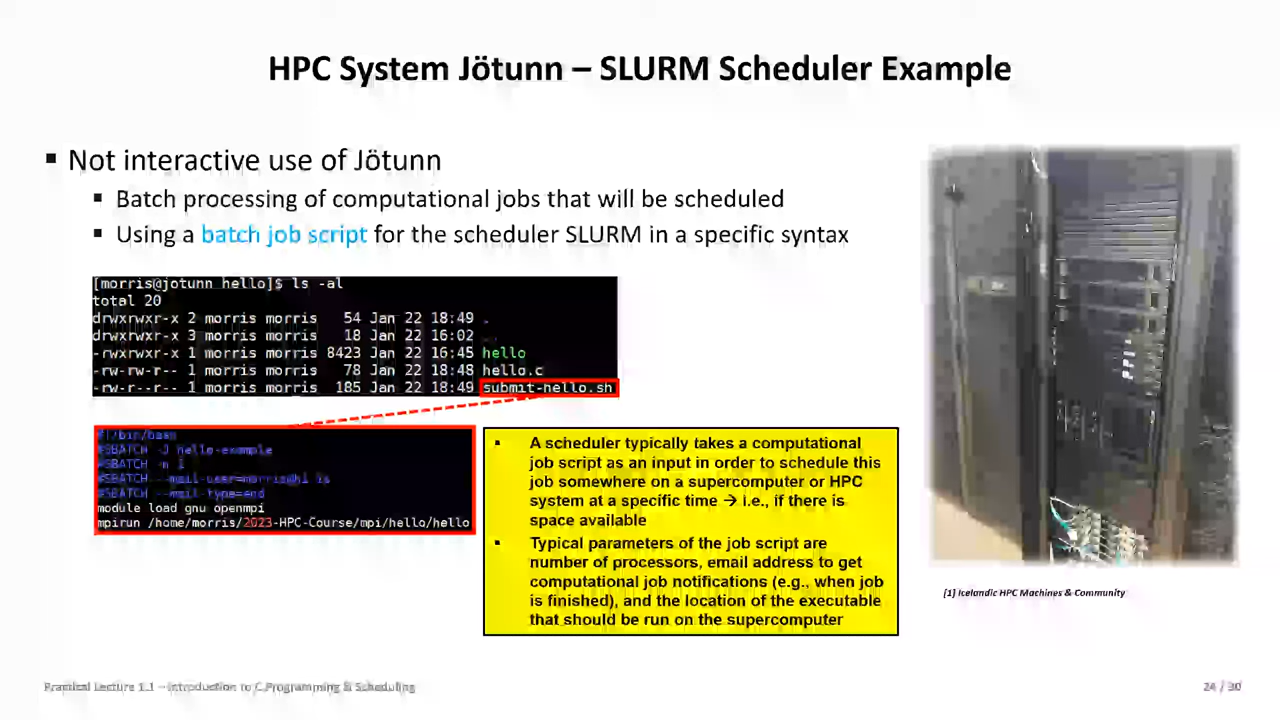 HPC System Jötunn – SLURM Scheduler Example
▪ Not interactive use of Jötunn
▪ Batch processing of computational jobs that will be scheduled
▪ Using a batch job script for the scheduler SLURM in a specific syntax
[morris@jotunn hello]$ ls -al
total 20
drwxrwxr-x 2 morris morris 54 Jan 22 18:49 .
drwxrwxr-x 3 morris morris 18 Jan 22 16:02 ..
-rwxrwxr-x 1 morris morris 8423 Jan 22 16:45 hello
-rw-rw-r-- 1 morris morris 78 Jan 22 18:48 hello.c
-rw-r--r-- 1 morris morris 185 Jan 22 18:49 submit-hello.sh
#!/bin/bash
#SBATCH -J hello-example
#SBATCH -n 1
#SBATCH --mail-user=morris@hi.is
#SBATCH --mail-type=end
module load gnu openmpi
mpirun /home/morris/2023-HPC-Course/mpi/hello/hello
▪ A scheduler typically takes a computational
job script as an input in order to schedule this
job somewhere on a supercomputer or HPC
system at a specific time → i.e., if there is
space available
▪ Typical parameters of the job script are
number of processors, email address to get
computational job notifications (e.g., when job
is finished), and the location of the executable
that should be run on the supercomputer
[1] Icelandic HPC Machines & Community
Practical Lecture 1.1 – Introduction to C Programming & Scheduling
24 / 30